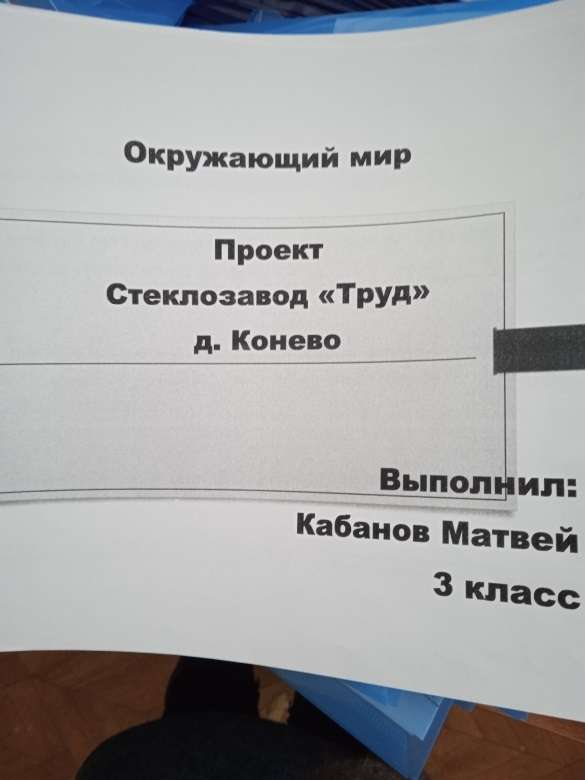 Окружающий мир
Проект
Стеклозавод «Труд»
д. Конево
Выполнил:
Кабанов Матвей
3 класс